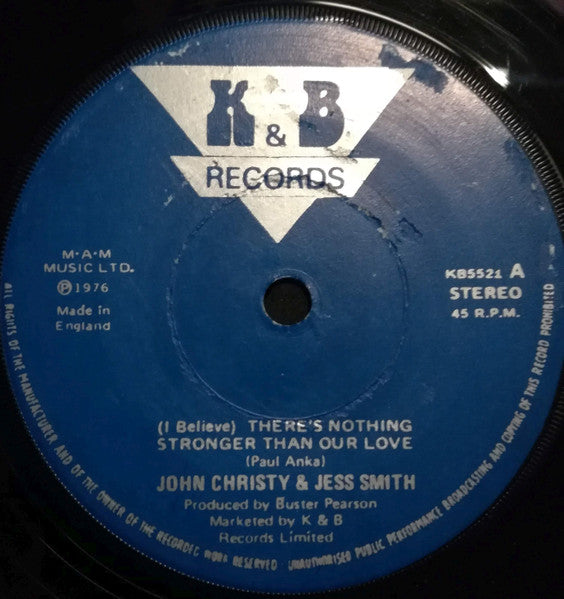 K & B
RECORDS
M·A·M
MUSIC LTD.
℗ 1976
Made in
England
KB5521 A
STEREO
45 R.P.M.
(I Believe) THERE'S NOTHING
STRONGER THAN OUR LOVE
(Paul Anka)
JOHN CHRISTY & JESS SMITH
Produced by Buster Pearson
Marketed by K & B
Records Limited
ALL RIGHTS OF THE MANUFACTURER AND OF THE OWNER OF THE RECORDED WORK RESERVED UNAUTHORISED PUBLIC PERFORMANCE BROADCASTING AND COPYING OF THIS RECORD PROHIBITED